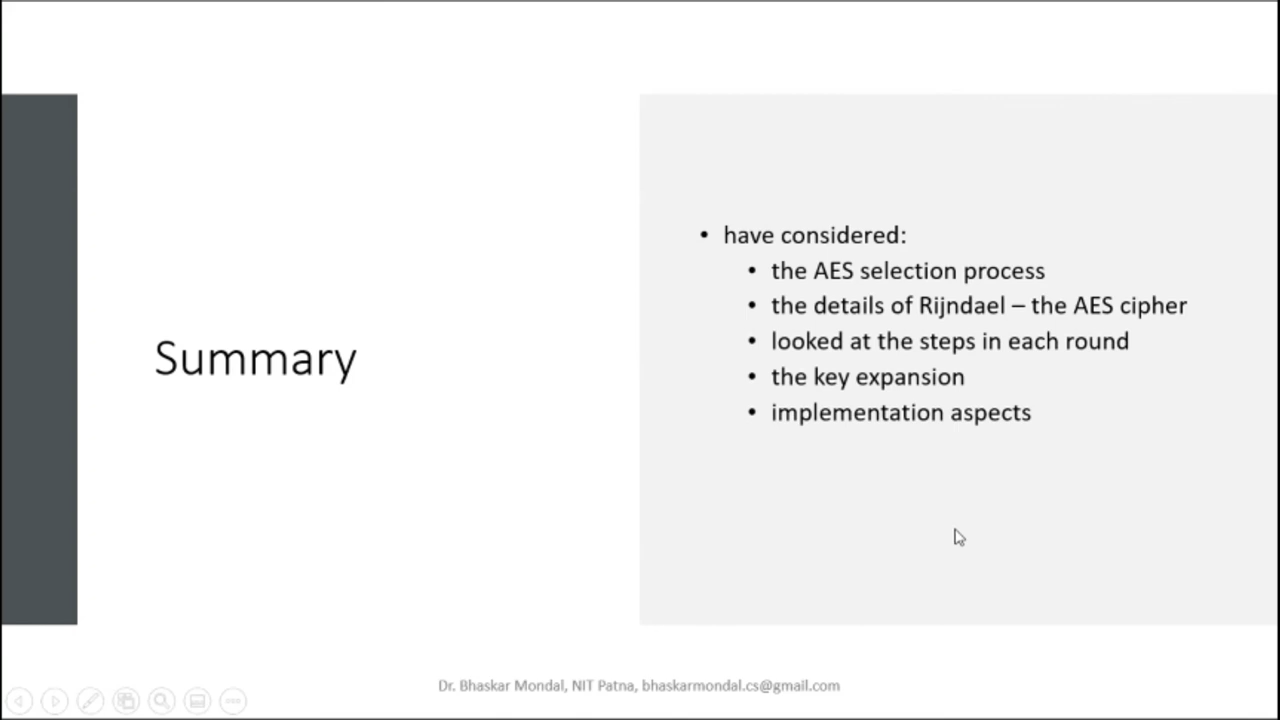 Summary
• have considered:
• the AES selection process
• the details of Rijndael – the AES cipher
• looked at the steps in each round
• the key expansion
• implementation aspects
Dr. Bhaskar Mondal, NIT Patna, bhaskarmondal.cs@gmail.com